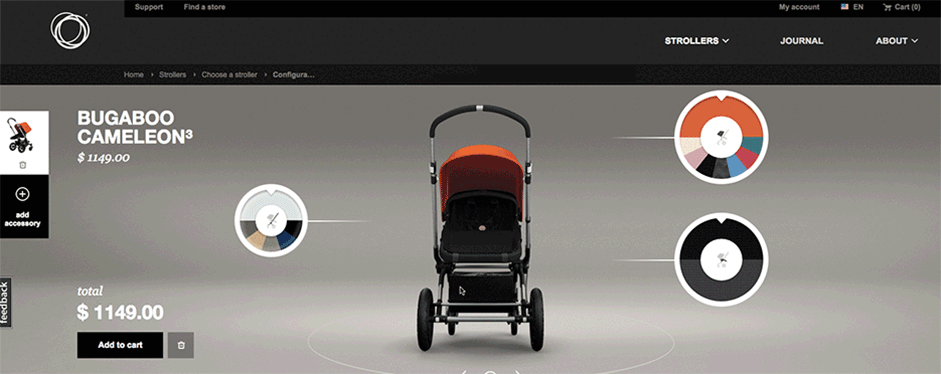 Support
Find a store
My account
EN
Cart (0)
STROLLERS
JOURNAL
ABOUT
Home › Strollers › Choose a stroller › Configura...
BUGABOO
CAMELEON³
$ 1149.00
add
accessory
feedback
total
$ 1149.00
Add to cart